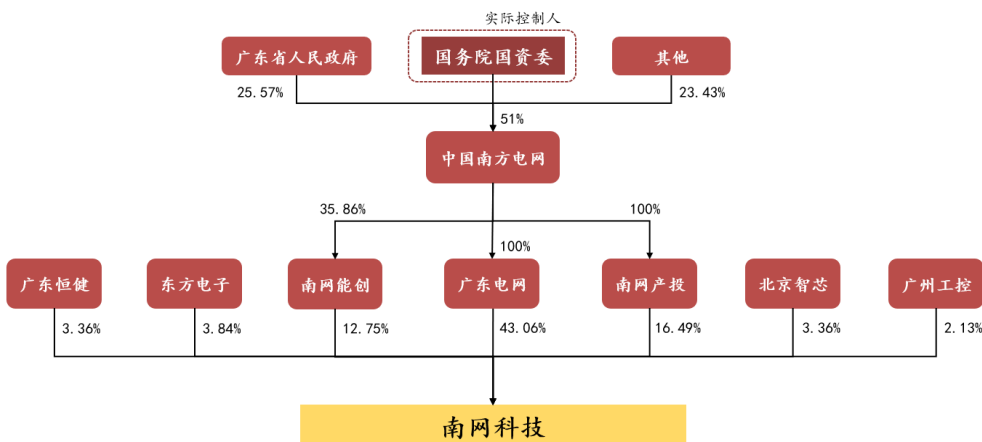 实际控制人
广东省人民政府
国务院国资委
其他
25.57%
23.43%
51%
中国南方电网
35.86%
100%
100%
广东恒健
东方电子
南网能创
广东电网
南网产投
北京智芯
广州工控
3.36%
3.84%
12.75%
43.06%
16.49%
3.36%
2.13%
南网科技